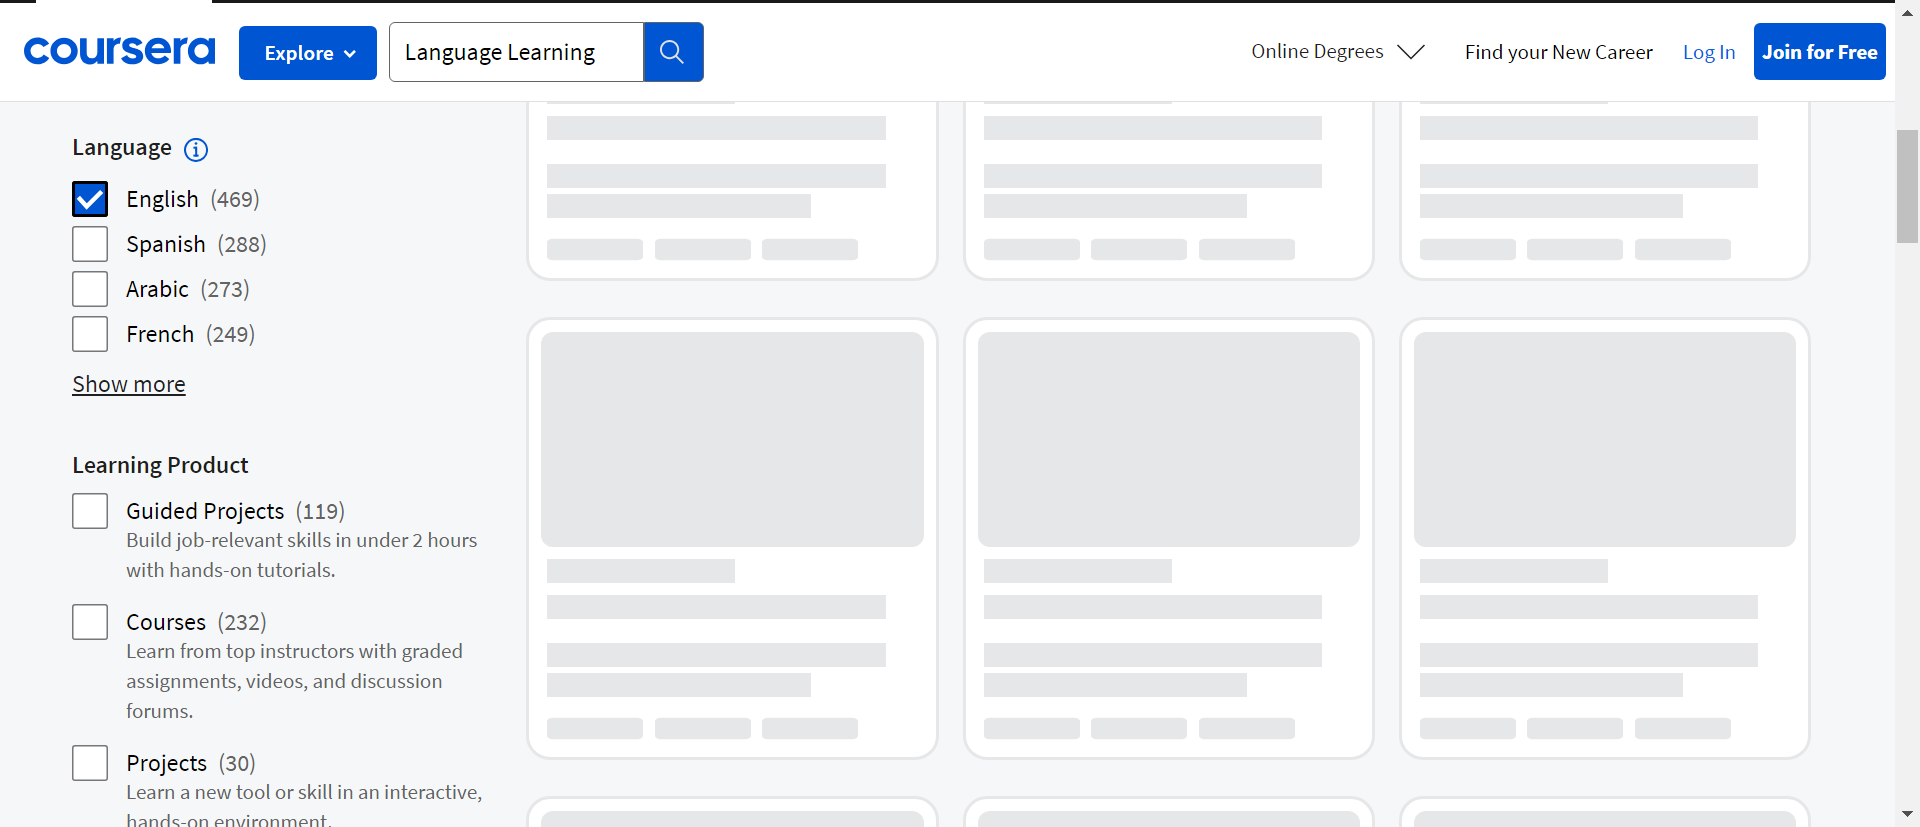 coursera
Explore
Language Learning
Online Degrees
Find your New Career
Log In
Join for Free
Language
English (469)
Spanish (288)
Arabic (273)
French (249)
Show more
Learning Product
Guided Projects (119)
Build job-relevant skills in under 2 hours
with hands-on tutorials.
Courses (232)
Learn from top instructors with graded
assignments, videos, and discussion
forums.
Projects (30)
Learn a new tool or skill in an interactive,
hands-on environment.